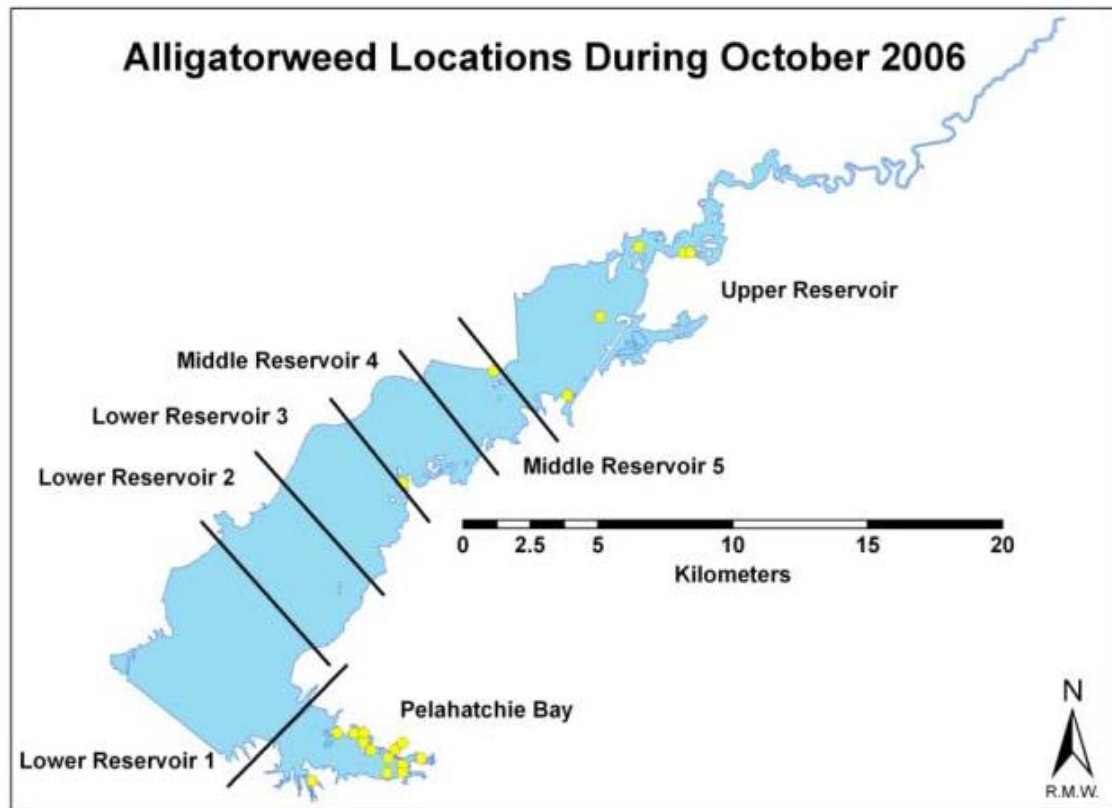 Alligatorweed Locations During October 2006
Upper Reservoir
Middle Reservoir 4
Lower Reservoir 3
Middle Reservoir 5
Lower Reservoir 2
0 2.5 5 10 15 20
Kilometers
Pelahatchie Bay
N
Lower Reservoir 1
R.M.W.